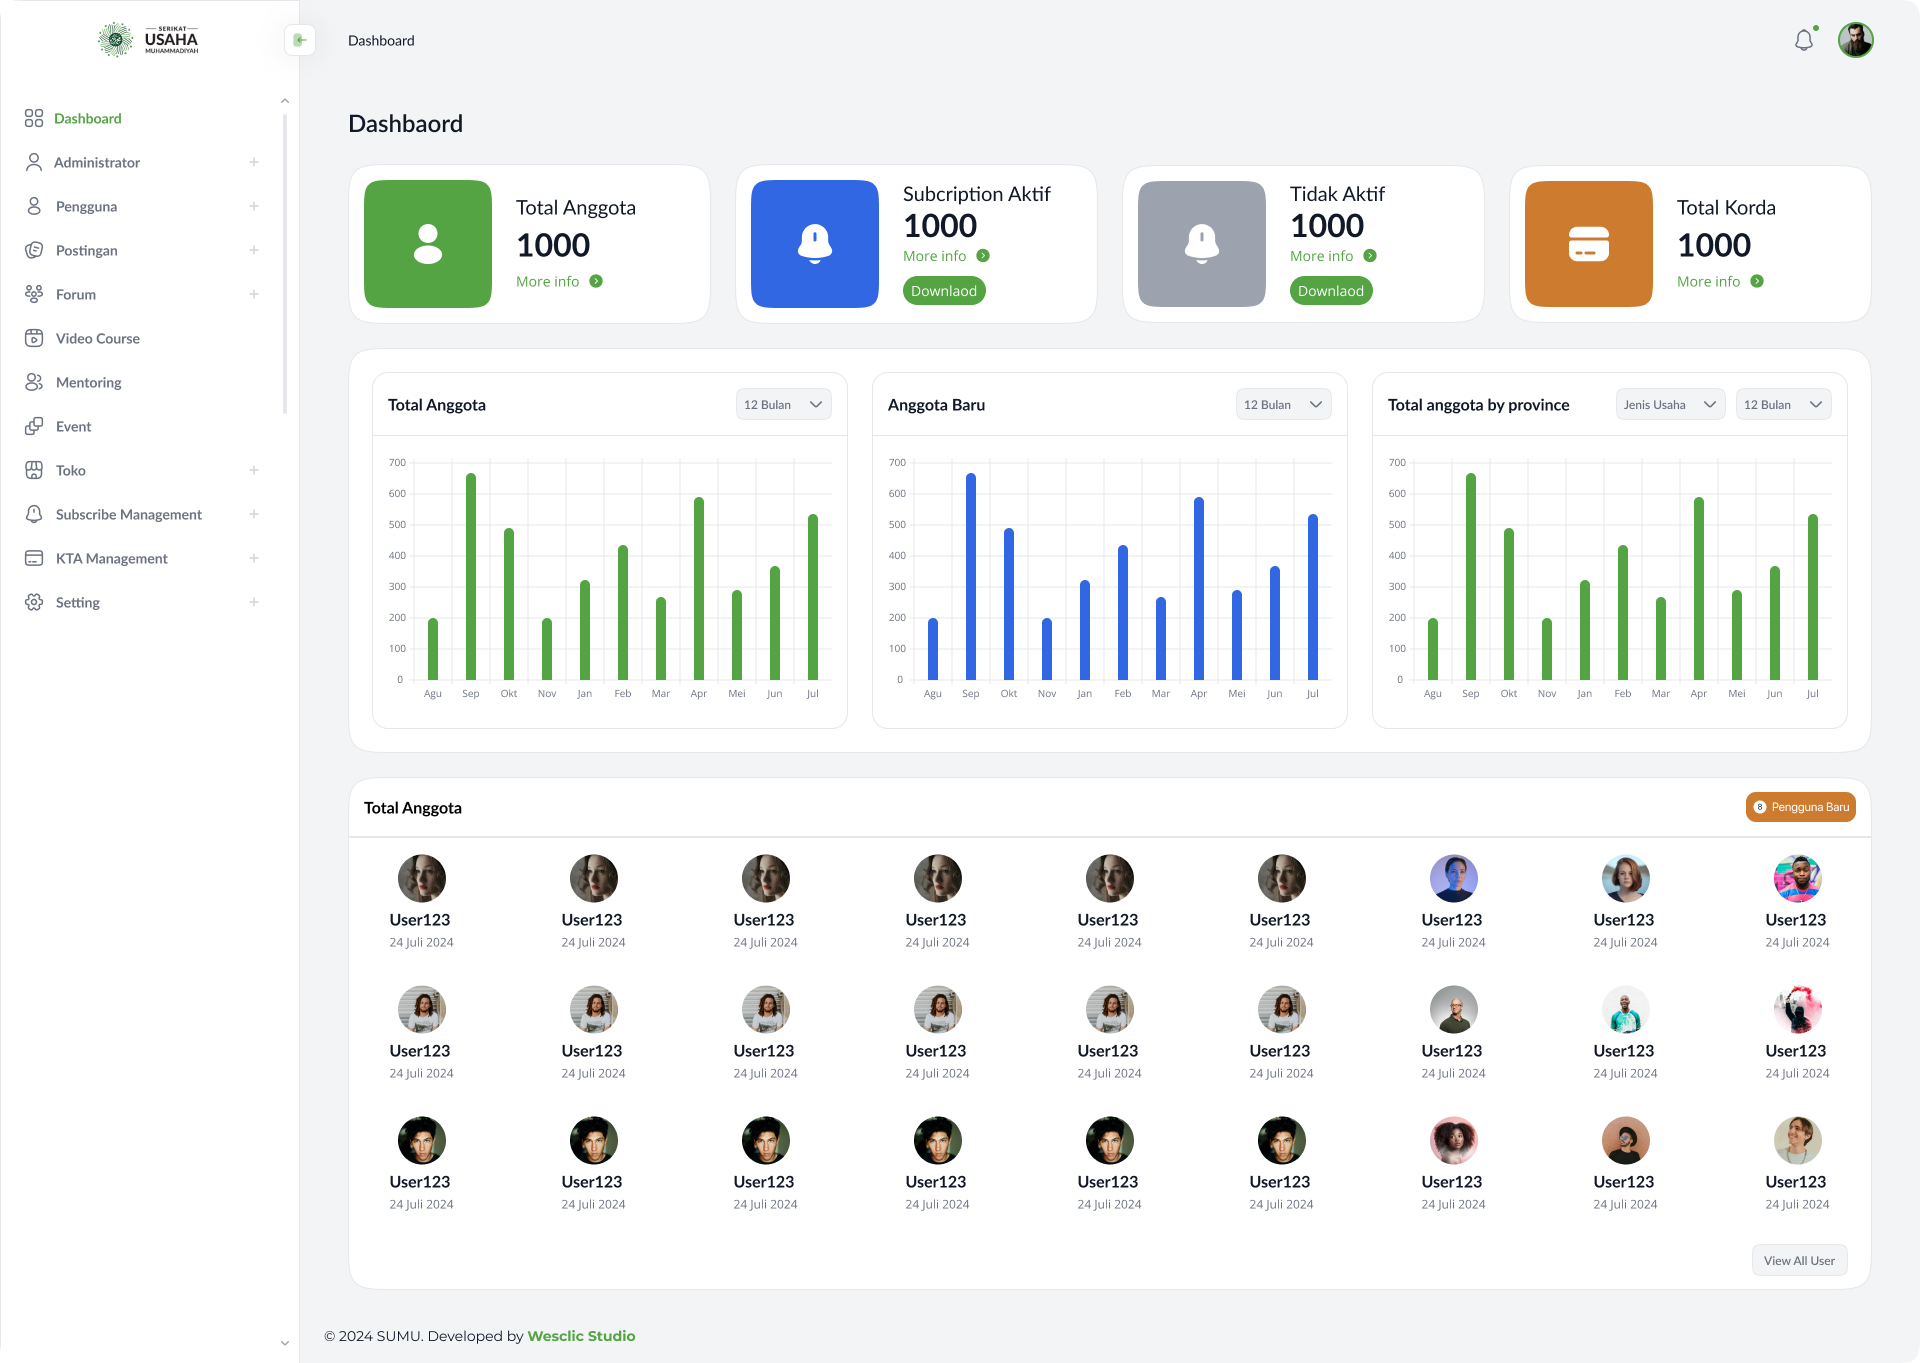 SERIKAT
USAHA
MUHAMMADIYAH
Dashboard
Administrator
Pengguna
Postingan
Forum
Video Course
Mentoring
Event
Toko
Subscribe Management
KTA Management
Setting
Dashboard
Dashbaord
Total Anggota
1000
More info
Subcription Aktif
1000
More info
Downlaod
Tidak Aktif
1000
More info
Downlaod
Total Korda
1000
More info
Total Anggota
12 Bulan
700
600
500
400
300
200
100
0
Agu Sep Okt Nov Jan Feb Mar Apr Mei Jun Jul
Anggota Baru
12 Bulan
700
600
500
400
300
200
100
0
Agu Sep Okt Nov Jan Feb Mar Apr Mei Jun Jul
Total anggota by province
Jenis Usaha
12 Bulan
700
600
500
400
300
200
100
0
Agu Sep Okt Nov Jan Feb Mar Apr Mei Jun Jul
Total Anggota
8 Pengguna Baru
User123 User123 User123 User123 User123 User123 User123 User123 User123
24 Juli 2024 24 Juli 2024 24 Juli 2024 24 Juli 2024 24 Juli 2024 24 Juli 2024 24 Juli 2024 24 Juli 2024 24 Juli 2024
User123 User123 User123 User123 User123 User123 User123 User123 User123
24 Juli 2024 24 Juli 2024 24 Juli 2024 24 Juli 2024 24 Juli 2024 24 Juli 2024 24 Juli 2024 24 Juli 2024 24 Juli 2024
User123 User123 User123 User123 User123 User123 User123 User123 User123
24 Juli 2024 24 Juli 2024 24 Juli 2024 24 Juli 2024 24 Juli 2024 24 Juli 2024 24 Juli 2024 24 Juli 2024 24 Juli 2024
View All User
© 2024 SUMU. Developed by Wesclic Studio